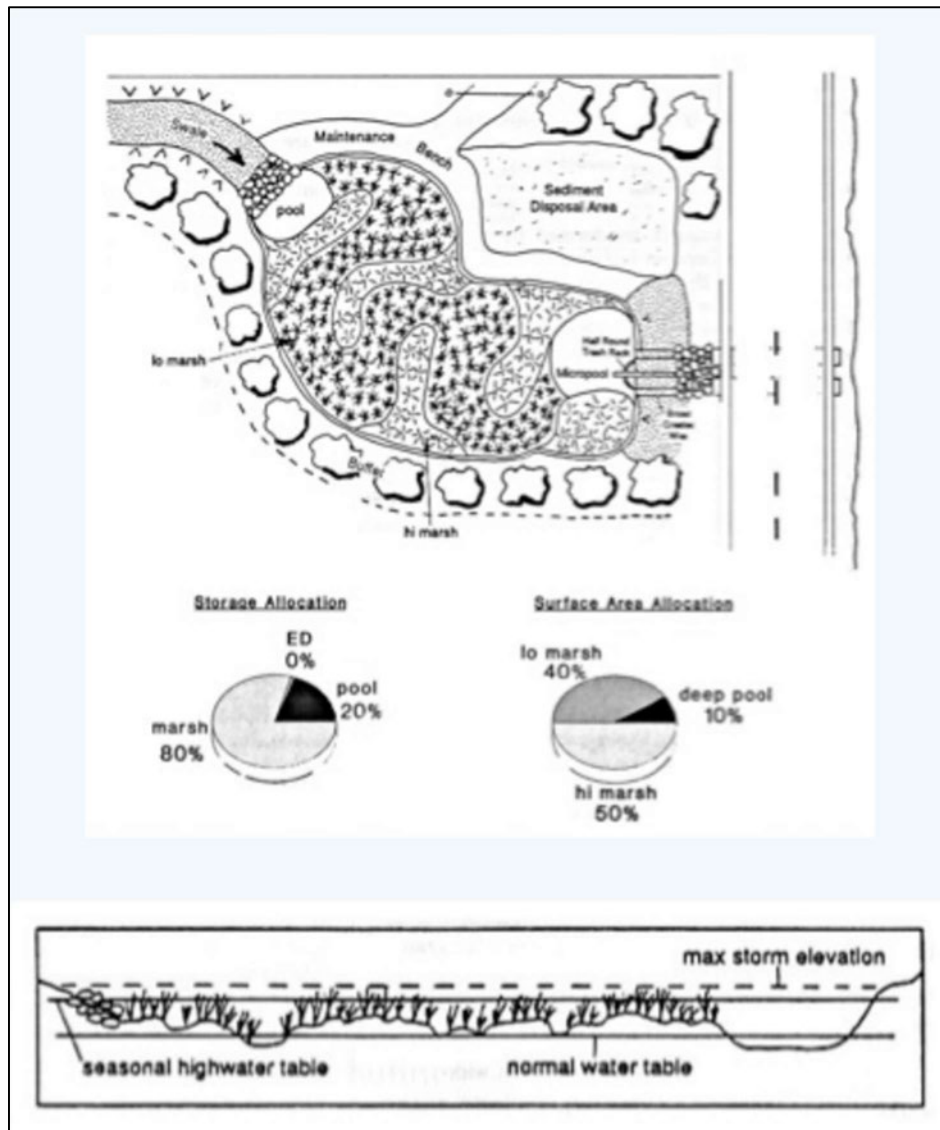 Swale
Maintenance
Bench
pool
Sediment
Disposal Area
Half Round
Trash Rack
Micropool
lo marsh
Buffer
hi marsh
Storage Allocation
ED
0%
pool
20%
marsh
80%
Surface Area Allocation
lo marsh
40%
deep pool
10%
hi marsh
50%
max storm elevation
seasonal highwater table
normal water table